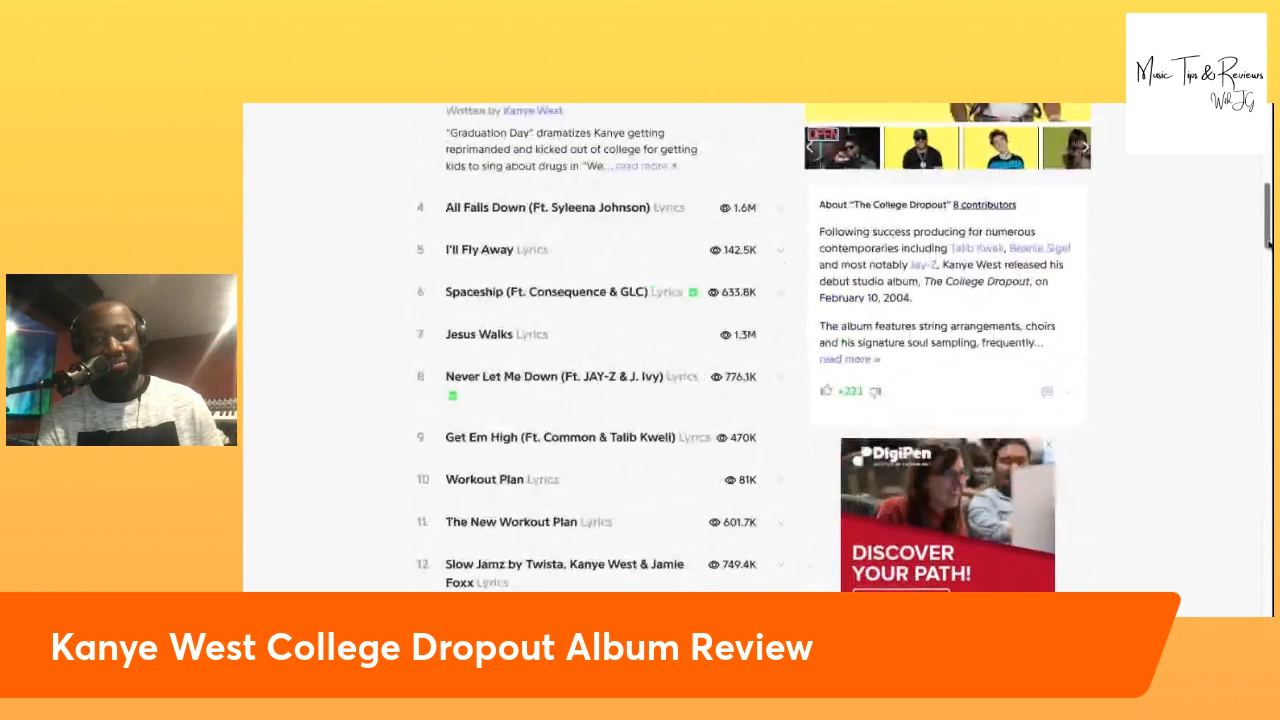 Music Tips & Reviews
With JG
Written by Kanye West
"Graduation Day" dramatizes Kanye getting
reprimanded and kicked out of college for getting
kids to sing about drugs in "We... read more »
4 All Falls Down (Ft. Syleena Johnson) Lyrics 1.6M
5 I'll Fly Away Lyrics 142.5K
6 Spaceship (Ft. Consequence & GLC) Lyrics 633.8K
7 Jesus Walks Lyrics 1.3M
8 Never Let Me Down (Ft. JAY-Z & J. Ivy) Lyrics 776.1K
9 Get Em High (Ft. Common & Talib Kweli) Lyrics 470K
10 Workout Plan Lyrics 81K
11 The New Workout Plan Lyrics 601.7K
12 Slow Jamz by Twista, Kanye West & Jamie 749.4K
Foxx Lyrics
OPEN
About "The College Dropout" 8 contributors
Following success producing for numerous
contemporaries including Talib Kweli, Beanie Sigel
and most notably Jay-Z, Kanye West released his
debut studio album, The College Dropout, on
February 10, 2004.
The album features string arrangements, choirs
and his signature soul sampling, frequently...
read more »
+231
DigiPen
DISCOVER
YOUR PATH!
Kanye West College Dropout Album Review